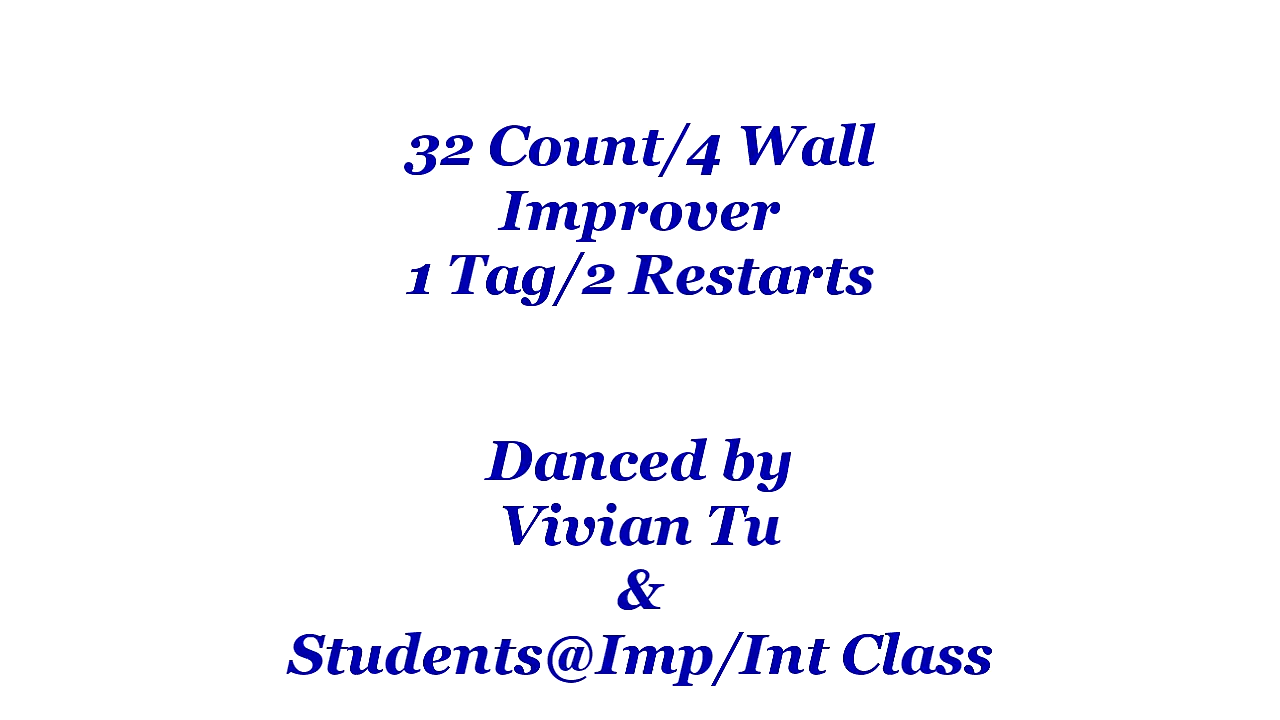 32 Count/4 Wall
Improver
1 Tag/2 Restarts
Danced by
Vivian Tu
&
Students@Imp/Int Class